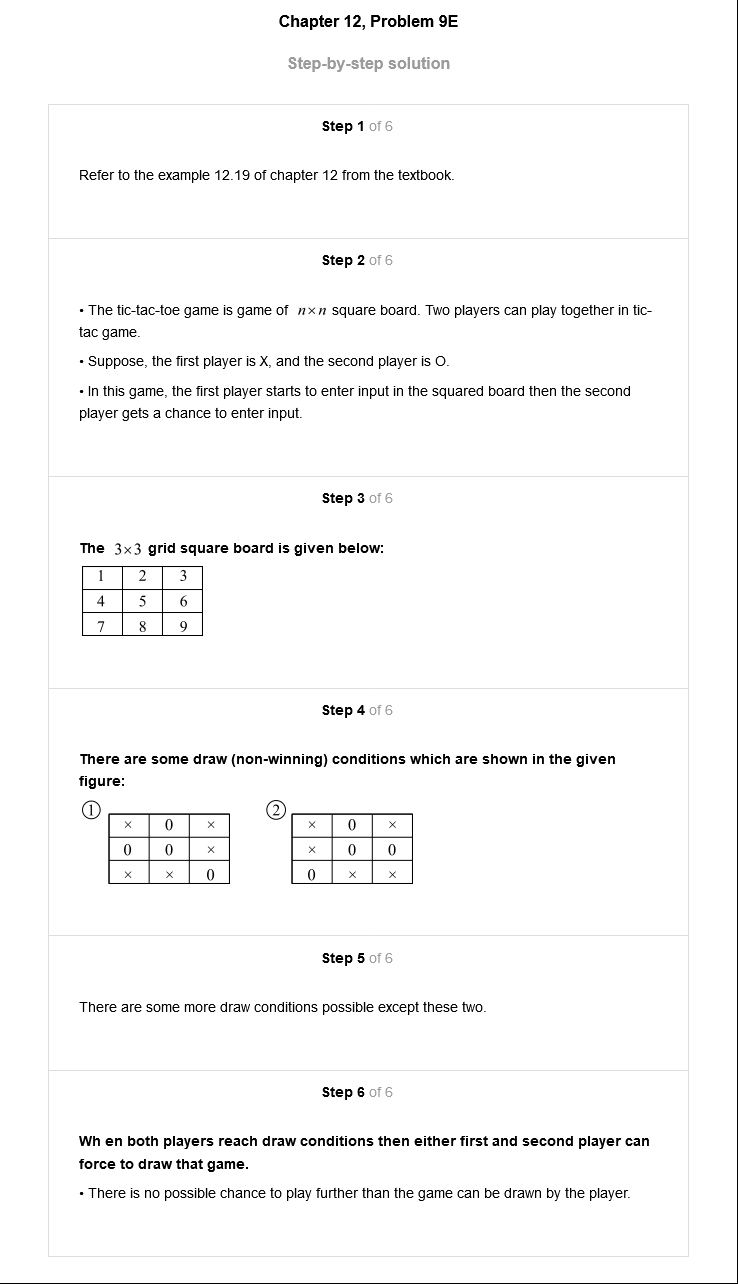 Chapter 12, Problem 9E
Step-by-step solution
Step 1 of 6
Refer to the example 12.19 of chapter 12 from the textbook.
Step 2 of 6
• The tic-tac-toe game is game of n×n square board. Two players can play together in tic-
tac game.
• Suppose, the first player is X, and the second player is O.
• In this game, the first player starts to enter input in the squared board then the second
player gets a chance to enter input.
Step 3 of 6
The 3×3 grid square board is given below:
1 2 3
4 5 6
7 8 9
Step 4 of 6
There are some draw (non-winning) conditions which are shown in the given
figure:
① ②
× 0 × × 0 ×
0 0 × × 0 0
× × 0 0 × ×
Step 5 of 6
There are some more draw conditions possible except these two.
Step 6 of 6
Wh en both players reach draw conditions then either first and second player can
force to draw that game.
• There is no possible chance to play further than the game can be drawn by the player.